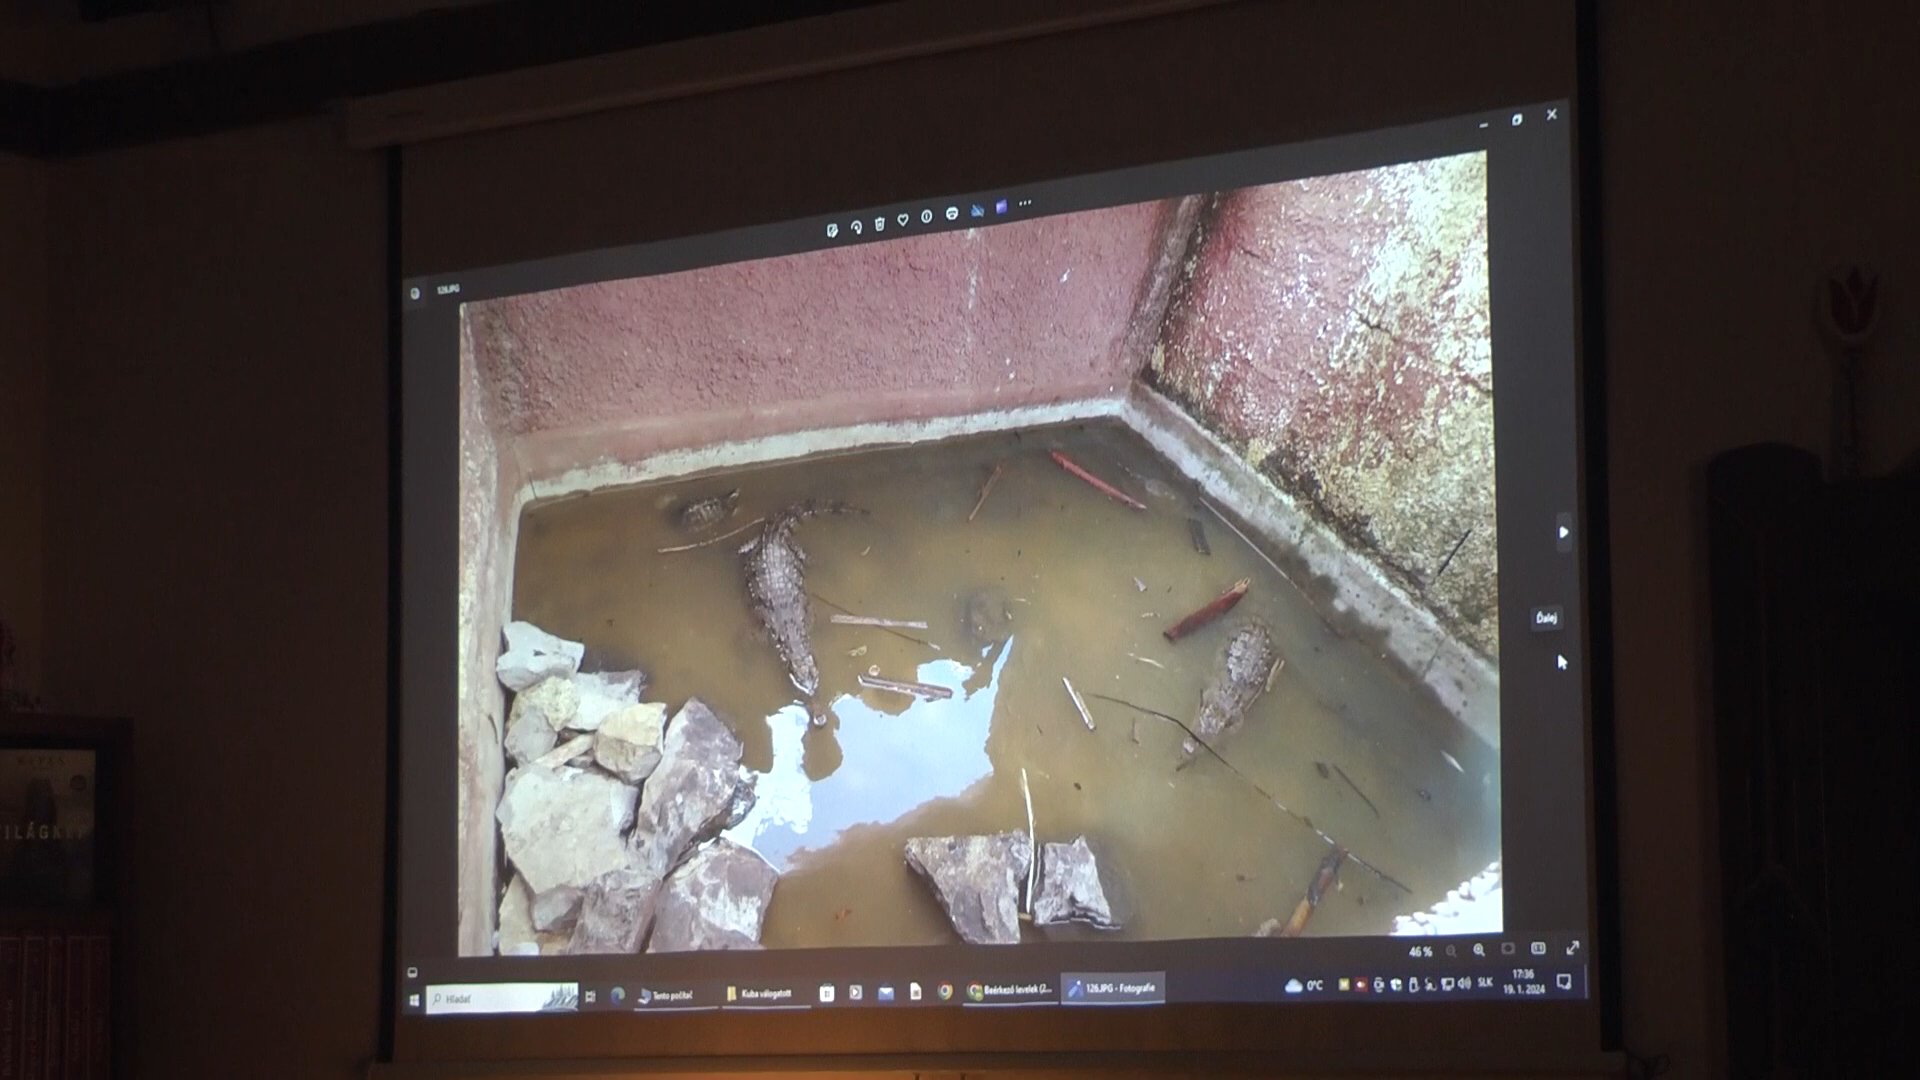 126.JPG
Ďalej
46 %
Hľadať
Tento počítač
Kuba válogatott
Beérkező levelek (2...
126.JPG - Fotografie
0°C
SLK
17:36
19. 1. 2024